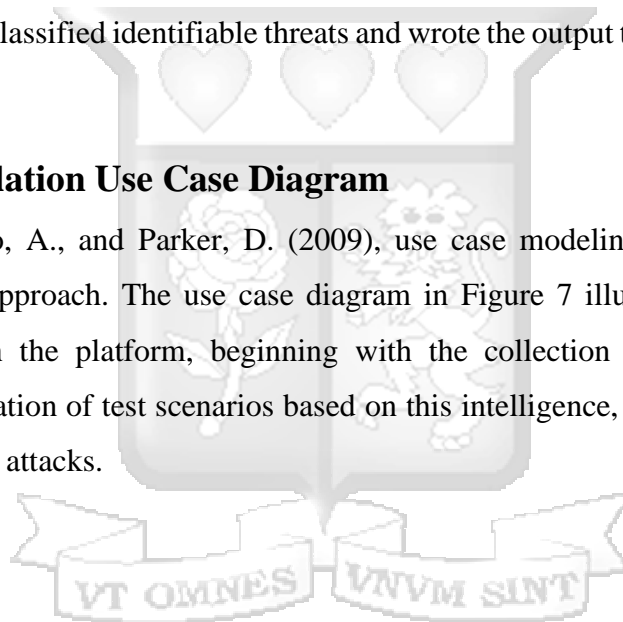 lassified identifiable threats and wrote the output t
lation Use Case Diagram
o, A., and Parker, D. (2009), use case modelin
pproach. The use case diagram in Figure 7 illu
n the platform, beginning with the collection
ation of test scenarios based on this intelligence,
attacks.
VT OMNES VNVM SINT